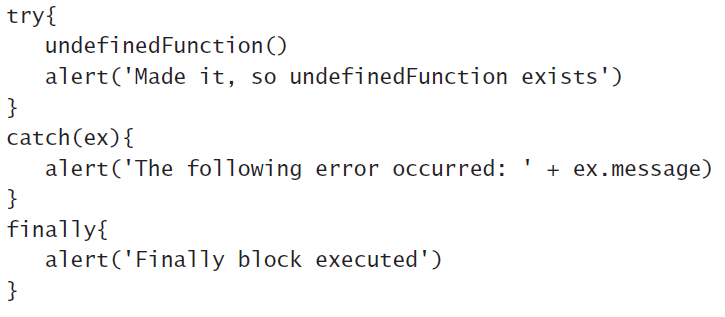 try{
   undefinedFunction()
   alert('Made it, so undefinedFunction exists')
}
catch(ex){
   alert('The following error occurred: ' + ex.message)
}
finally{
   alert('Finally block executed')
}